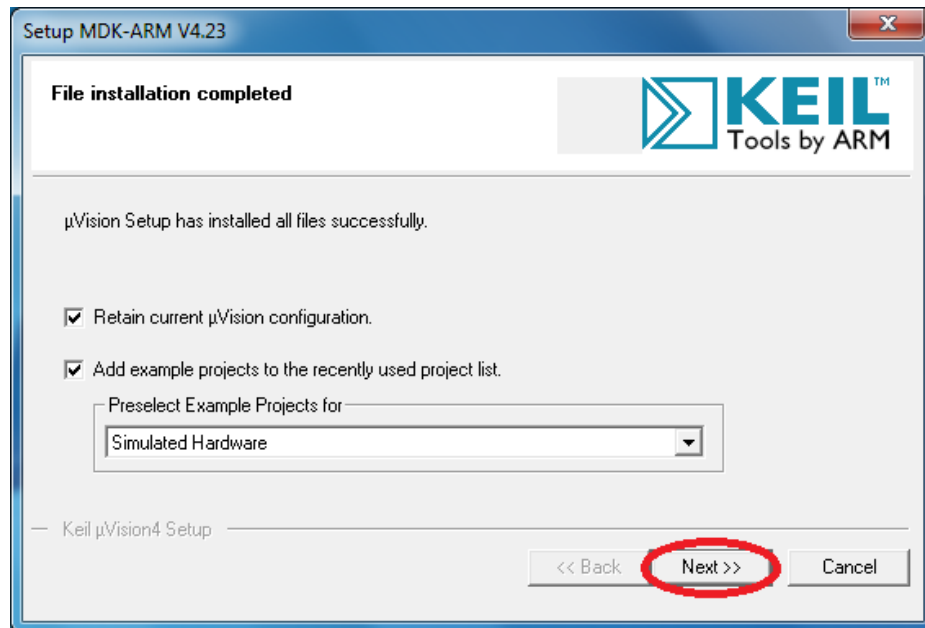 Setup MDK-ARM V4.23
x
File installation completed
KEIL™
Tools by ARM
µVision Setup has installed all files successfully.
Retain current µVision configuration.
Add example projects to the recently used project list.
Preselect Example Projects for
Simulated Hardware
Keil µVision4 Setup
<< Back Next >> Cancel